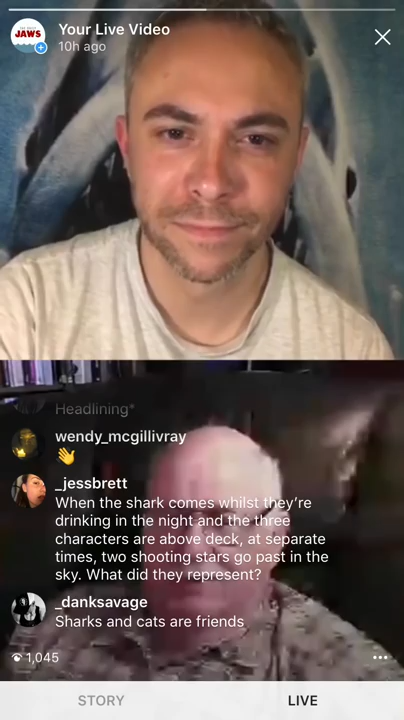 THE DAILY
JAWS
Your Live Video
10h ago
Headlining*
wendy_mcgillivray
👋
_jessbrett
When the shark comes whilst they’re
drinking in the night and the three
characters are above deck, at separate
times, two shooting stars go past in the
sky. What did they represent?
_danksavage
Sharks and cats are friends
1,045
STORY
LIVE